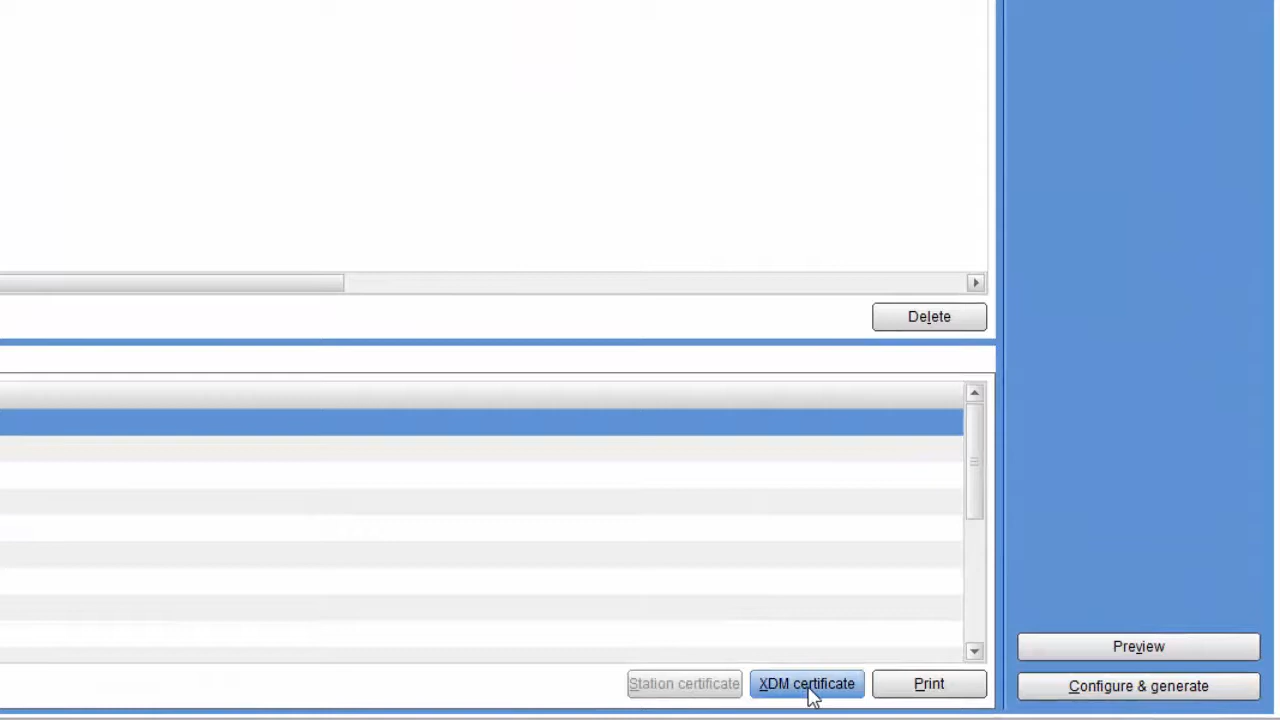 Delete
Preview
Station certificate XDM certificate Print
Configure & generate